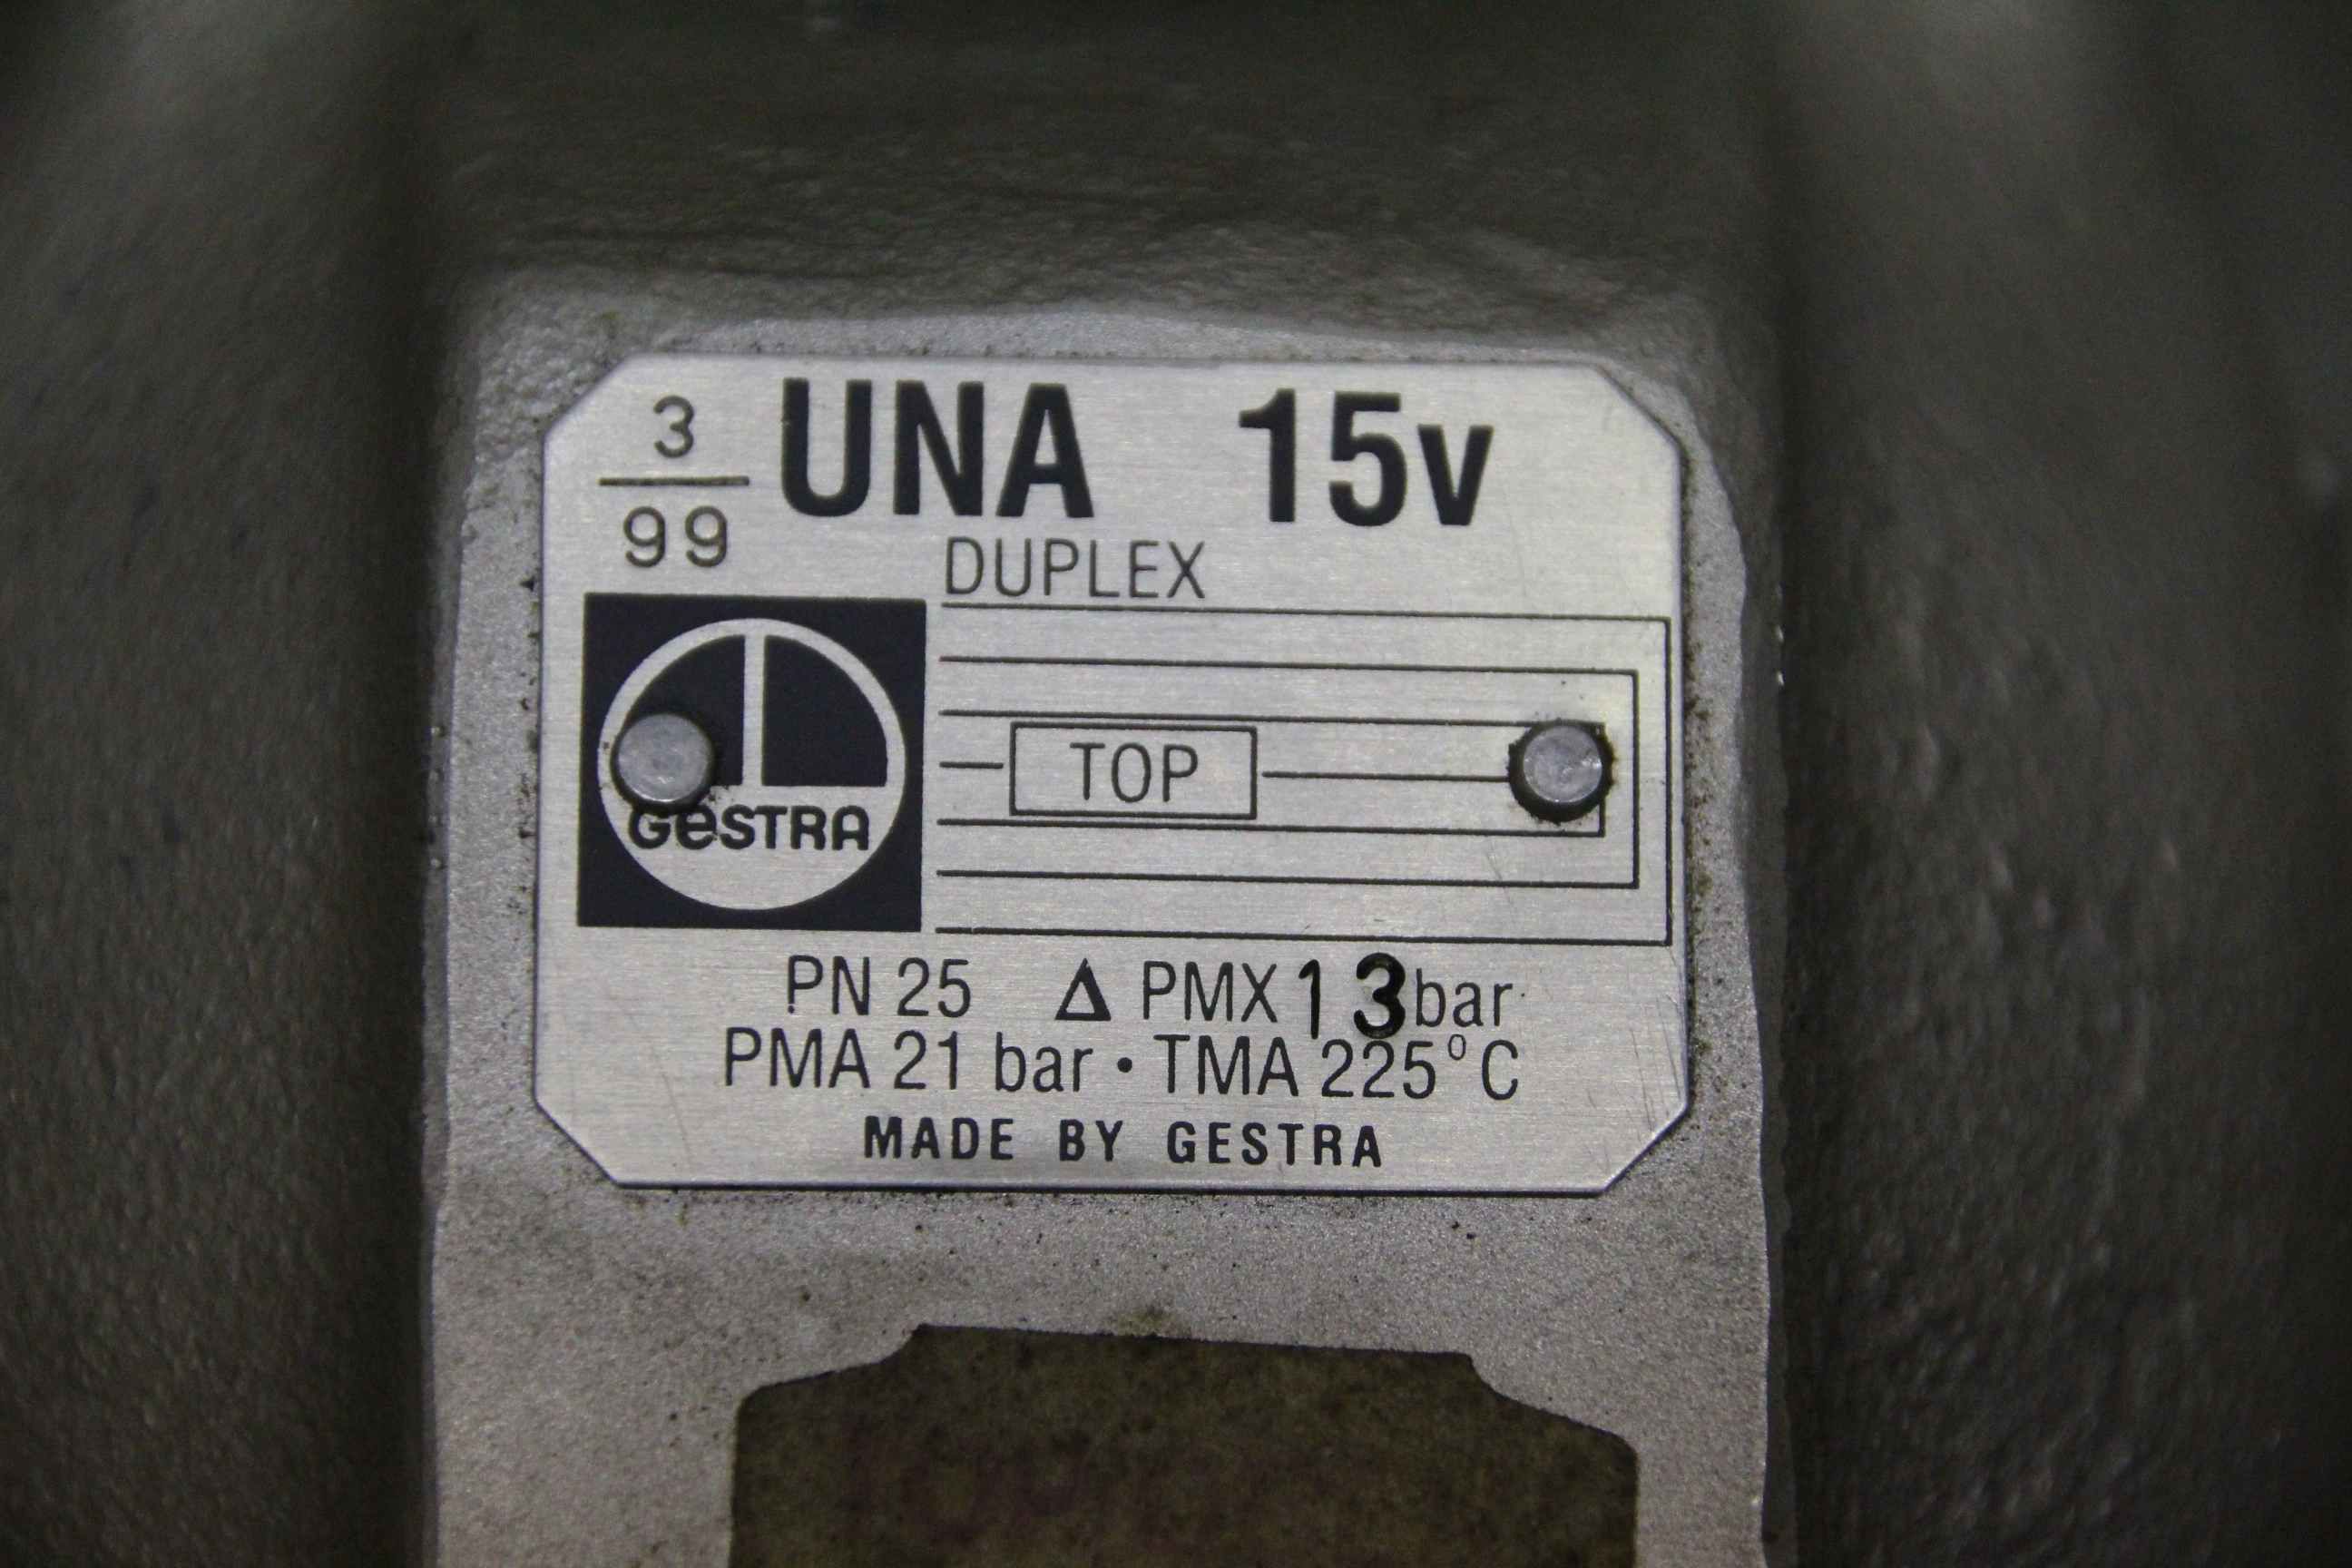 3
99
UNA 15v
DUPLEX
TOP
GESTRA
PN 25 Δ PMX 13 bar
PMA 21 bar · TMA 225°C
MADE BY GESTRA